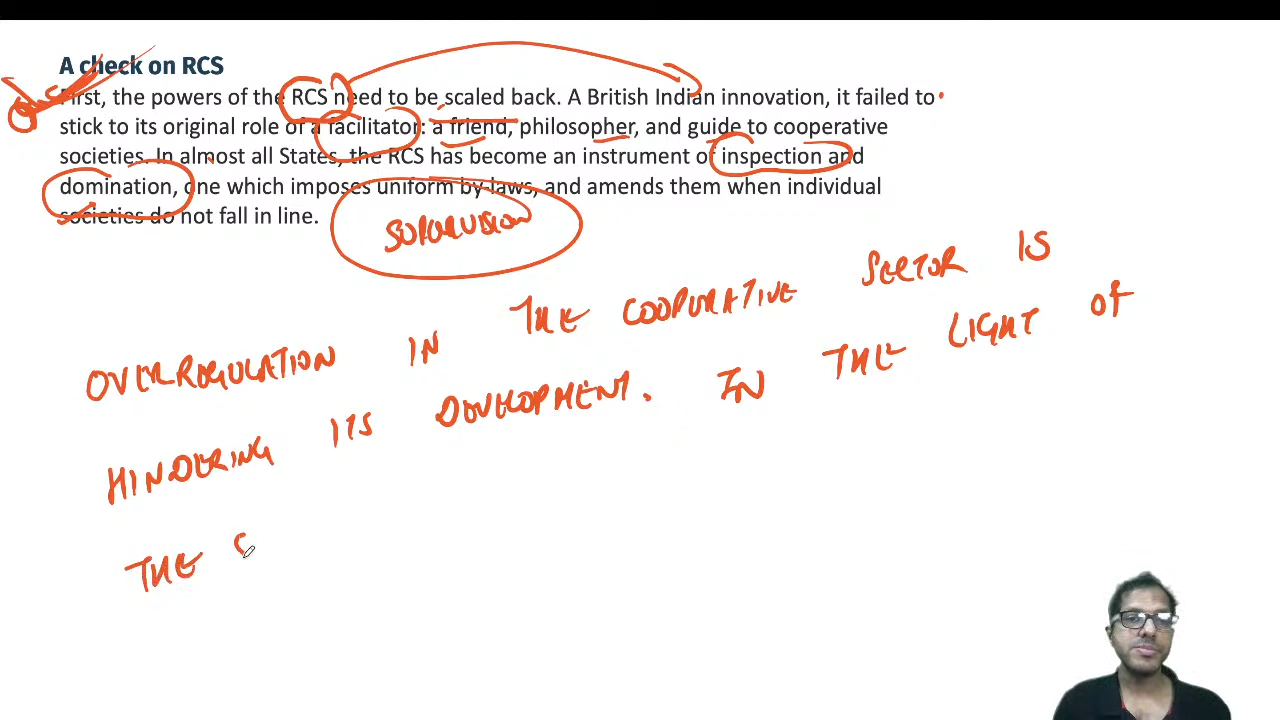 A check on RCS
First, the powers of the RCS need to be scaled back. A British Indian innovation, it failed to
stick to its original role of a facilitator: a friend, philosopher, and guide to cooperative
societies. In almost all States, the RCS has become an instrument of inspection and
domination, one which imposes uniform by-laws, and amends them when individual
societies do not fall in line.
SUPERVISION
OVERREGULATION IN THE COOPERATIVE SECTOR IS
HINDERING ITS DEVELOPMENT. IN THE LIGHT OF
THE